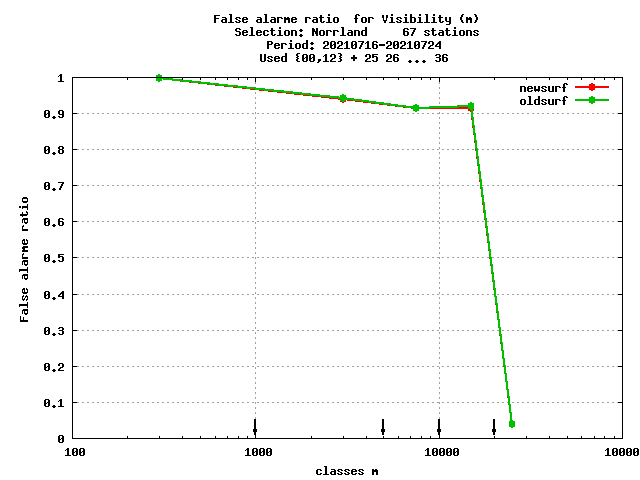 False alarme ratio  for Visibility (m)
Selection: Norrland     67 stations
Period: 20210716-20210724
Used {00,12} + 25 26 ... 36
newsurf
oldsurf
1
0.9
0.8
0.7
0.6
0.5
0.4
0.3
0.2
0.1
0
False alarme ratio
100 1000 10000 10000
classes m